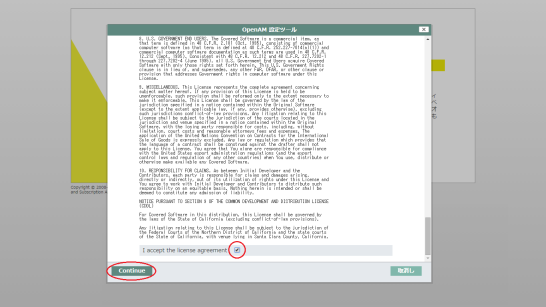 OpenAM 設定ツール
8. U.S. GOVERNMENT END USERS. The Covered Software is a commercial
item, as that term is defined in 48 C.F.R. 2.101 (Oct. 1995), consisting of commercial
computer software (as that term is defined at 48 C.F.R. 252.227-7014(a)(1)) and
commercial computer software documentation as such terms are used in 48 C.F.R.
12.212 (Sept. 1995). Consistent with 48 C.F.R. 12.212 and 48 C.F.R. 227.7202-1
through 227.7202-4 (June 1995), all U.S. Government End Users acquire Covered
Software with only those rights set forth herein. This U.S. Government Rights
clause is in lieu of, and supersedes, any other FAR, DFAR, or other clause or
provision that addresses Government rights in computer software under this
License.
9. MISCELLANEOUS. This License represents the complete agreement concerning
subject matter hereof. If any provision of this License is held to be
unenforceable, such provision shall be reformed only to the extent necessary to
make it enforceable. This License shall be governed by the law of the
jurisdiction specified in a notice contained within the Original Software
(except to the extent applicable law, if any, provides otherwise), excluding
such jurisdictions conflict-of-law provisions. Any litigation relating to this
License shall be subject to the jurisdiction of the courts located in the
jurisdiction and venue specified in a notice contained within the Original
Software, with the losing party responsible for costs, including, without
limitation, court costs and reasonable attorneys fees and expenses. The
application of the United Nations Convention on Contracts for the International
Sale of Goods is expressly excluded. Any law or regulation which provides that
the language of a contract shall be construed against the drafter shall not
apply to this License. You agree that You alone are responsible for compliance
with the United States export administration regulations (and the export
control laws and regulation of any other countries) when You use, distribute or
otherwise make available any Covered Software.
10. RESPONSIBILITY FOR CLAIMS. As between Initial Developer and the
Contributors, each party is responsible for claims and damages arising,
directly or indirectly, out of its utilization of rights under this License and
You agree to work with Initial Developer and Contributors to distribute such
responsibility on an equitable basis. Nothing herein is intended or shall be
deemed to constitute any admission of liability.
NOTICE PURSUANT TO SECTION 9 OF THE COMMON DEVELOPMENT AND DISTRIBUTION LICENSE
(CDDL)
For Covered Software in this distribution, this License shall be governed by
the laws of the State of California (excluding conflict-of-law provisions).
Any litigation relating to this License shall be subject to the jurisdiction of
the Federal Courts of the Northern District of California and the state courts
of the State of California, with venue lying in Santa Clara County, California.
I accept the license agreement
Continue
取消し